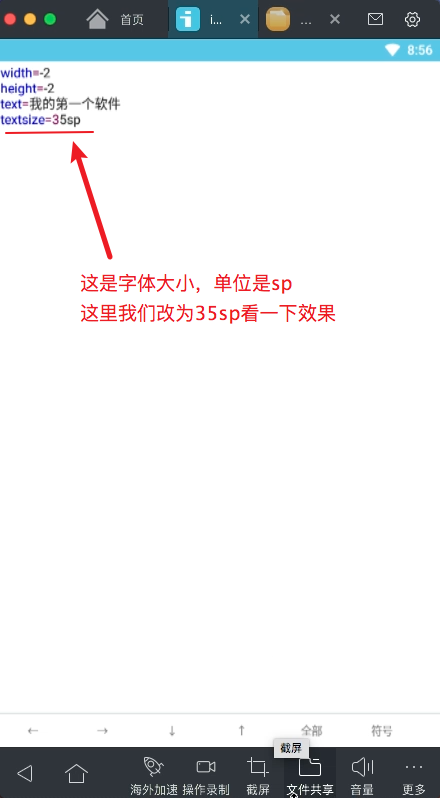 首页
i...
...
8:56
width=-2
height=-2
text=我的第一个软件
textsize=35sp
这是字体大小，单位是sp
这里我们改为35sp看一下效果
← → ↓ ↑ 全部 符号
截屏
海外加速 操作录制 截屏 文件共享 音量 更多